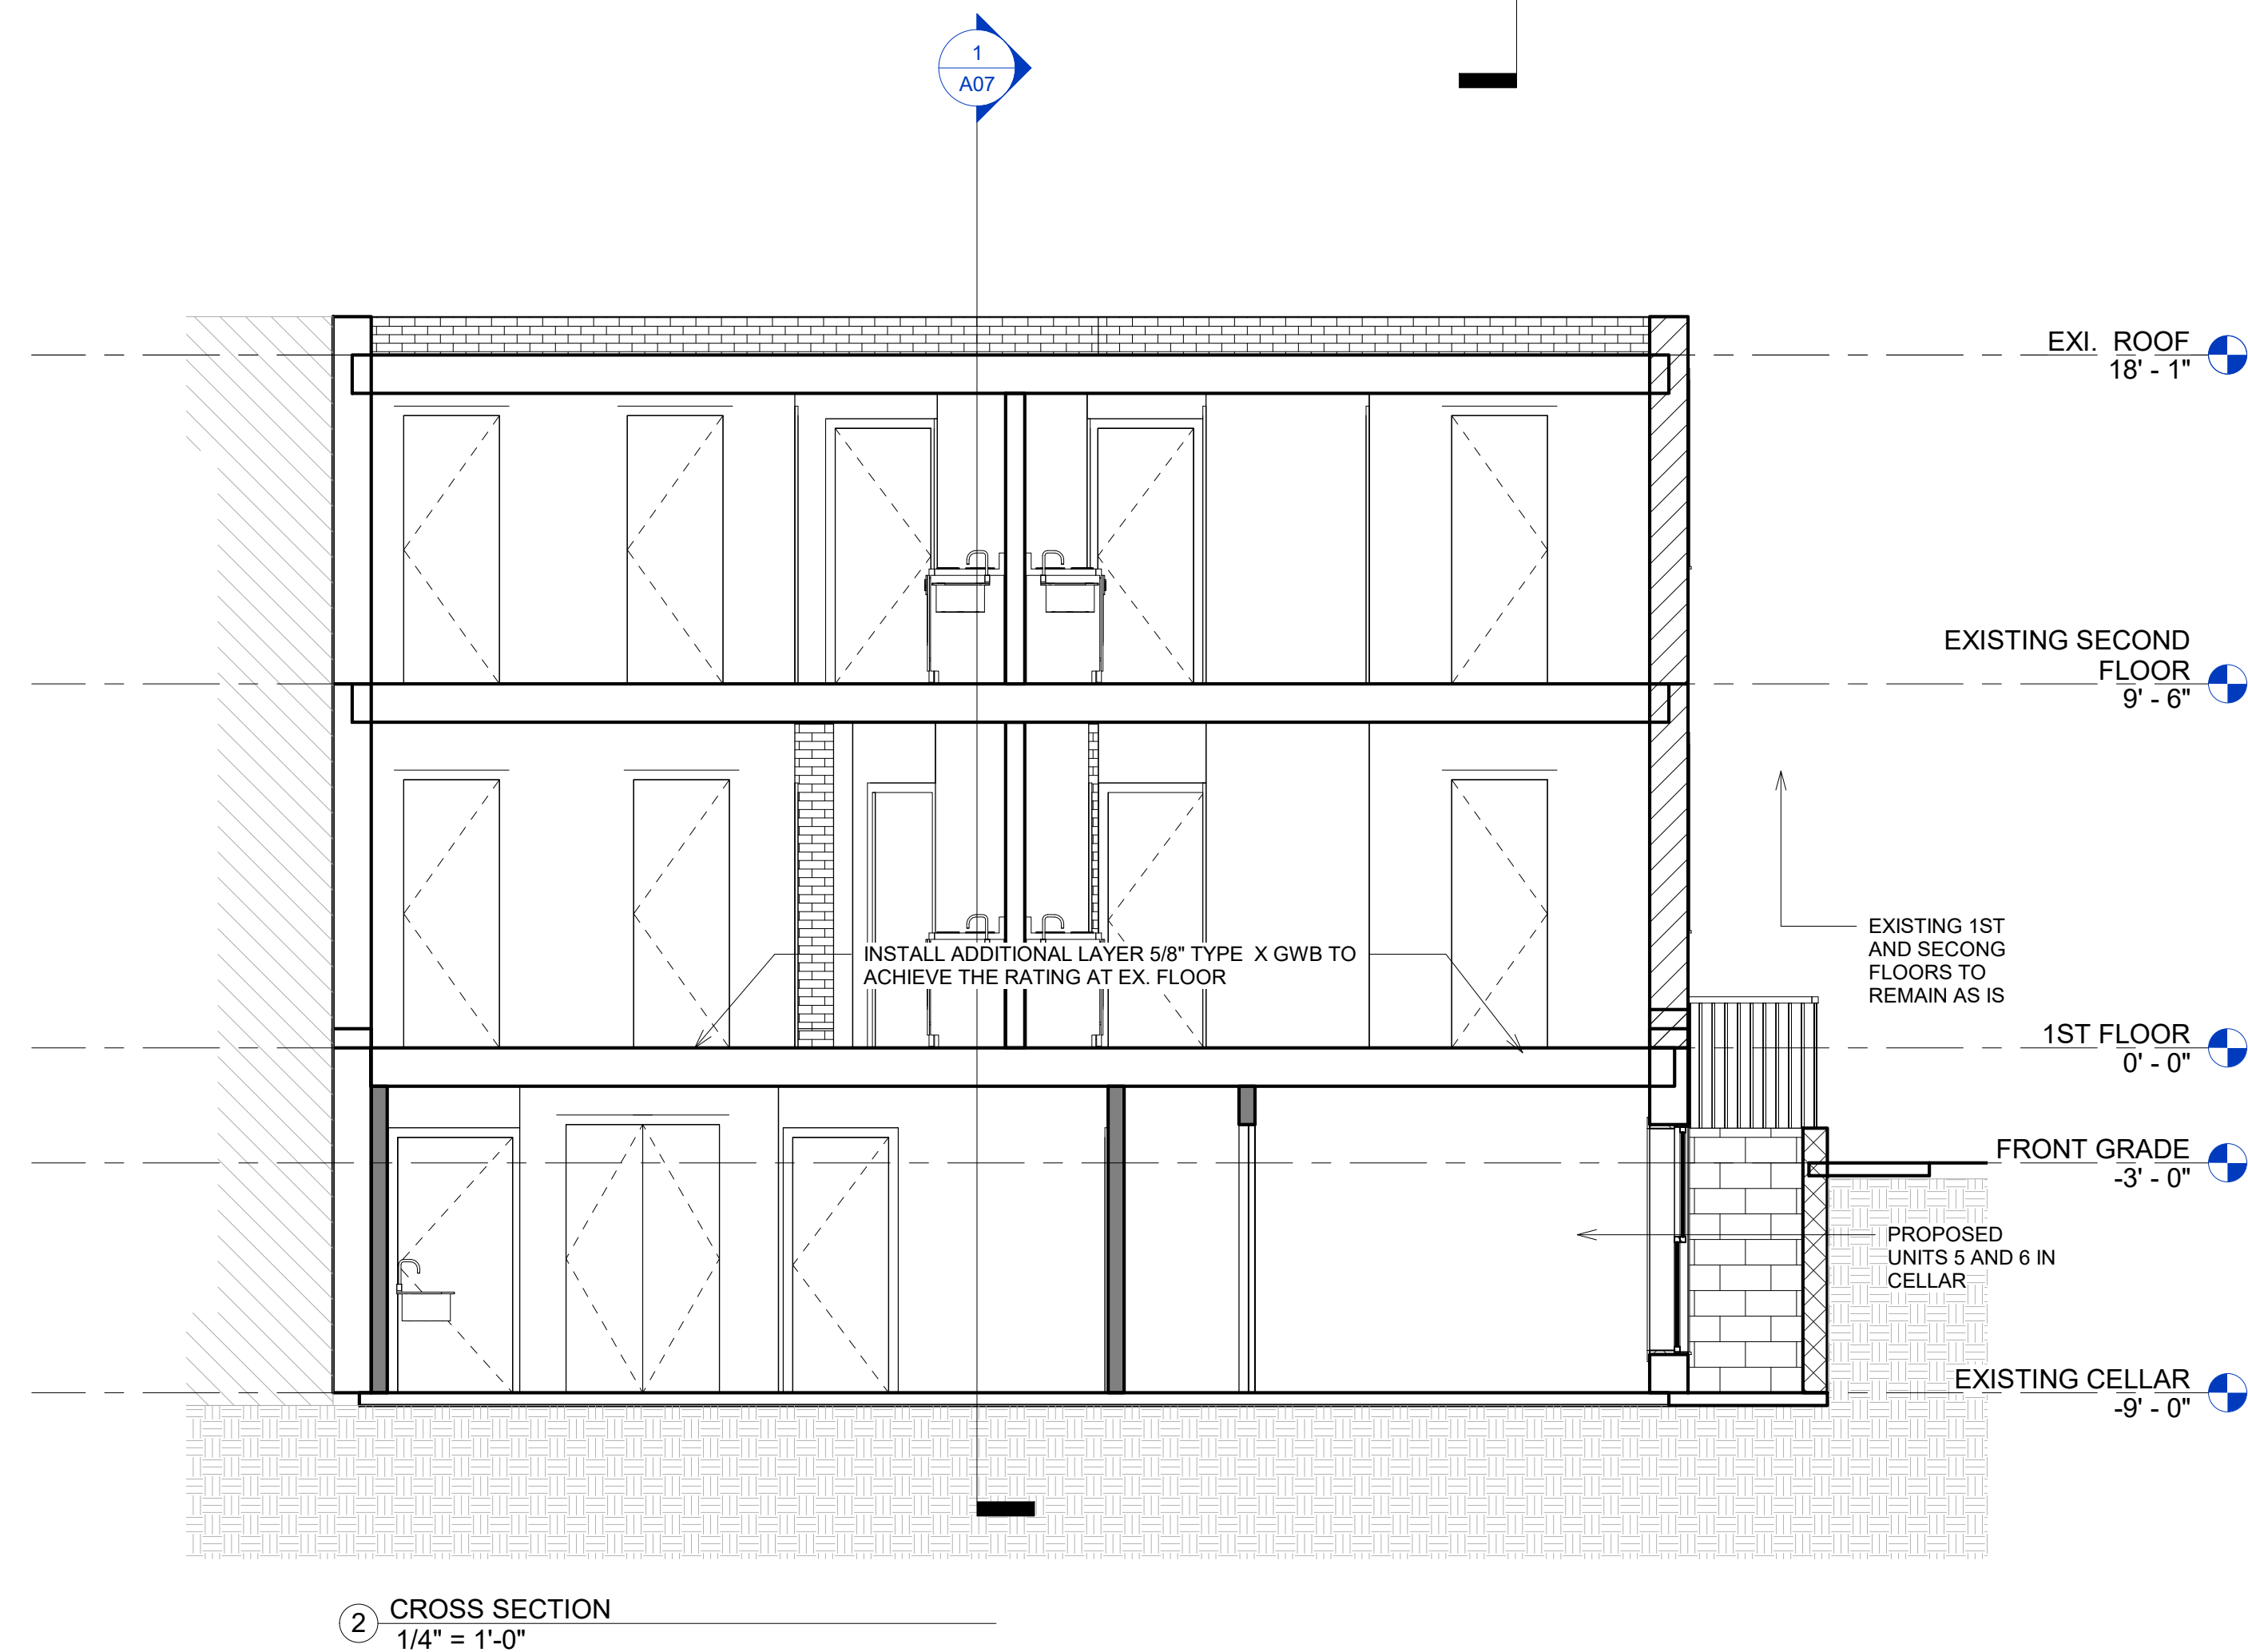 1
A07
EXI. ROOF
18' - 1"
EXISTING SECOND
FLOOR
9' - 6"
INSTALL ADDITIONAL LAYER 5/8" TYPE X GWB TO
ACHIEVE THE RATING AT EX. FLOOR
EXISTING 1ST
AND SECONG
FLOORS TO
REMAIN AS IS
1ST FLOOR
0' - 0"
FRONT GRADE
-3' - 0"
PROPOSED
UNITS 5 AND 6 IN
CELLAR
EXISTING CELLAR
-9' - 0"
2
CROSS SECTION
1/4" = 1'-0"